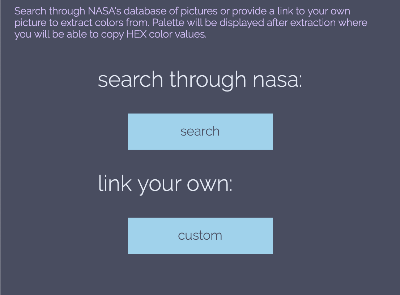 Search through NASA's database of pictures or provide a link to your own
picture to extract colors from. Palette will be displayed after extraction where
you will be able to copy HEX color values.
search through nasa:
search
link your own:
custom